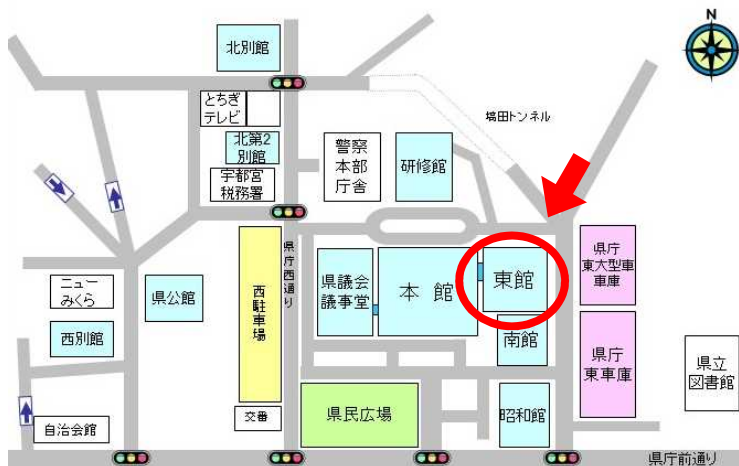 N
北別館
とちぎ
テレビ
塙田トンネル
北第2
別館
警察
本部
庁舎
研修館
宇都宮
税務署
県庁西通り
県庁
東大型車
車庫
ニュー
みくら
県公館
西駐車場
県議会
議事堂
本館
東館
西別館
南館
県庁
東車庫
県立
図書館
自治会館
交番
県民広場
昭和館
県庁前通り